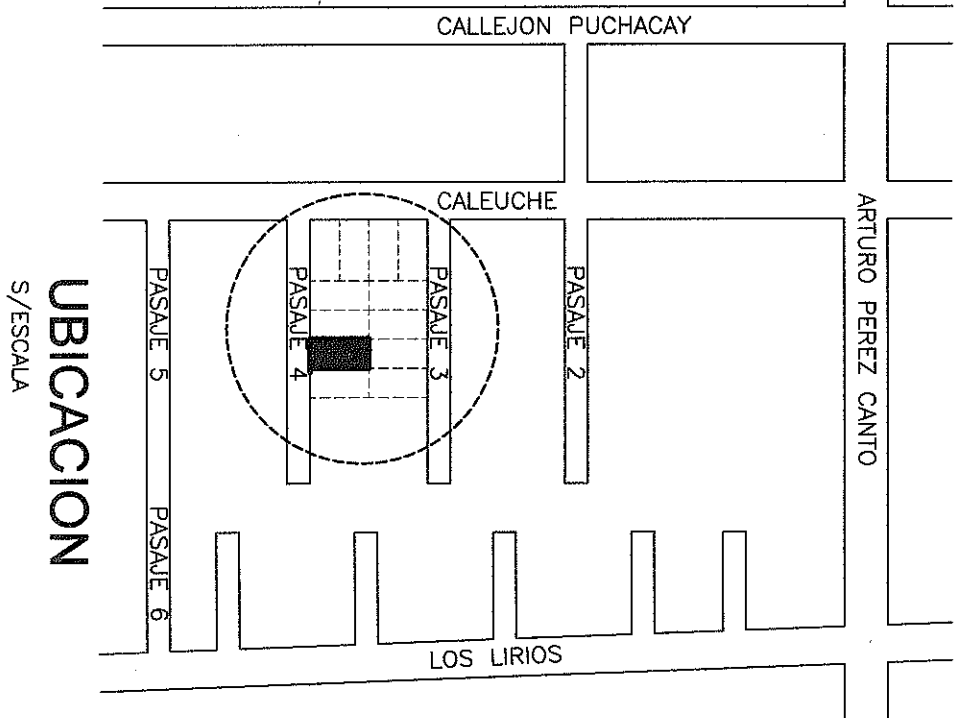 CALLEJON PUCHACAY
CALEUCHE
ARTURO PEREZ CANTO
PASAJE 5
PASAJE 4
PASAJE 3
PASAJE 2
PASAJE 6
LOS LIRIOS
UBICACION
S/ESCALA